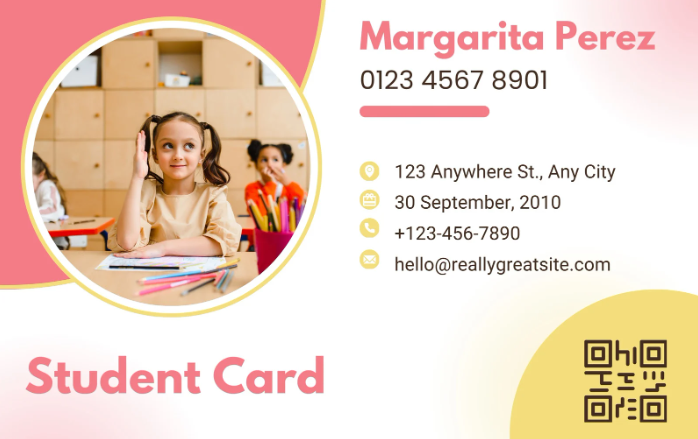 Margarita Perez
0123 4567 8901
123 Anywhere St., Any City
30 September, 2010
+123-456-7890
hello@reallygreatsite.com
Student Card